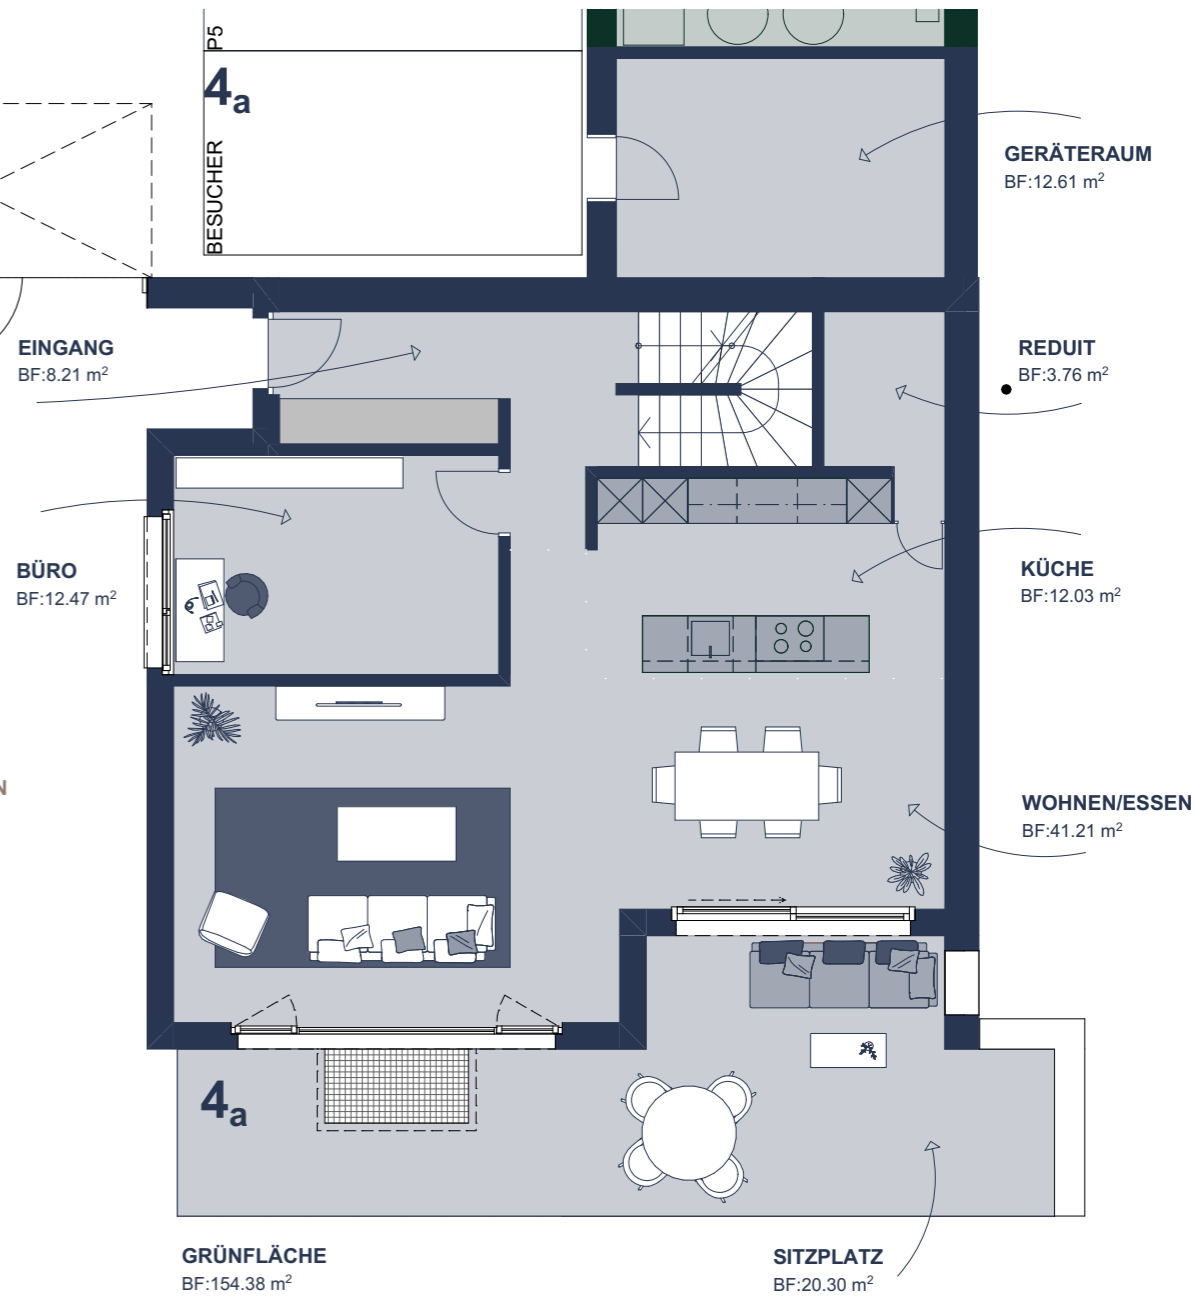 P5
4a
BESUCHER
GERÄTERAUM
BF:12.61 m²
EINGANG
BF:8.21 m²
REDUIT
BF:3.76 m²
BÜRO
BF:12.47 m²
KÜCHE
BF:12.03 m²
N
WOHNEN/ESSEN
BF:41.21 m²
4a
GRÜNFLÄCHE
BF:154.38 m²
SITZPLATZ
BF:20.30 m²